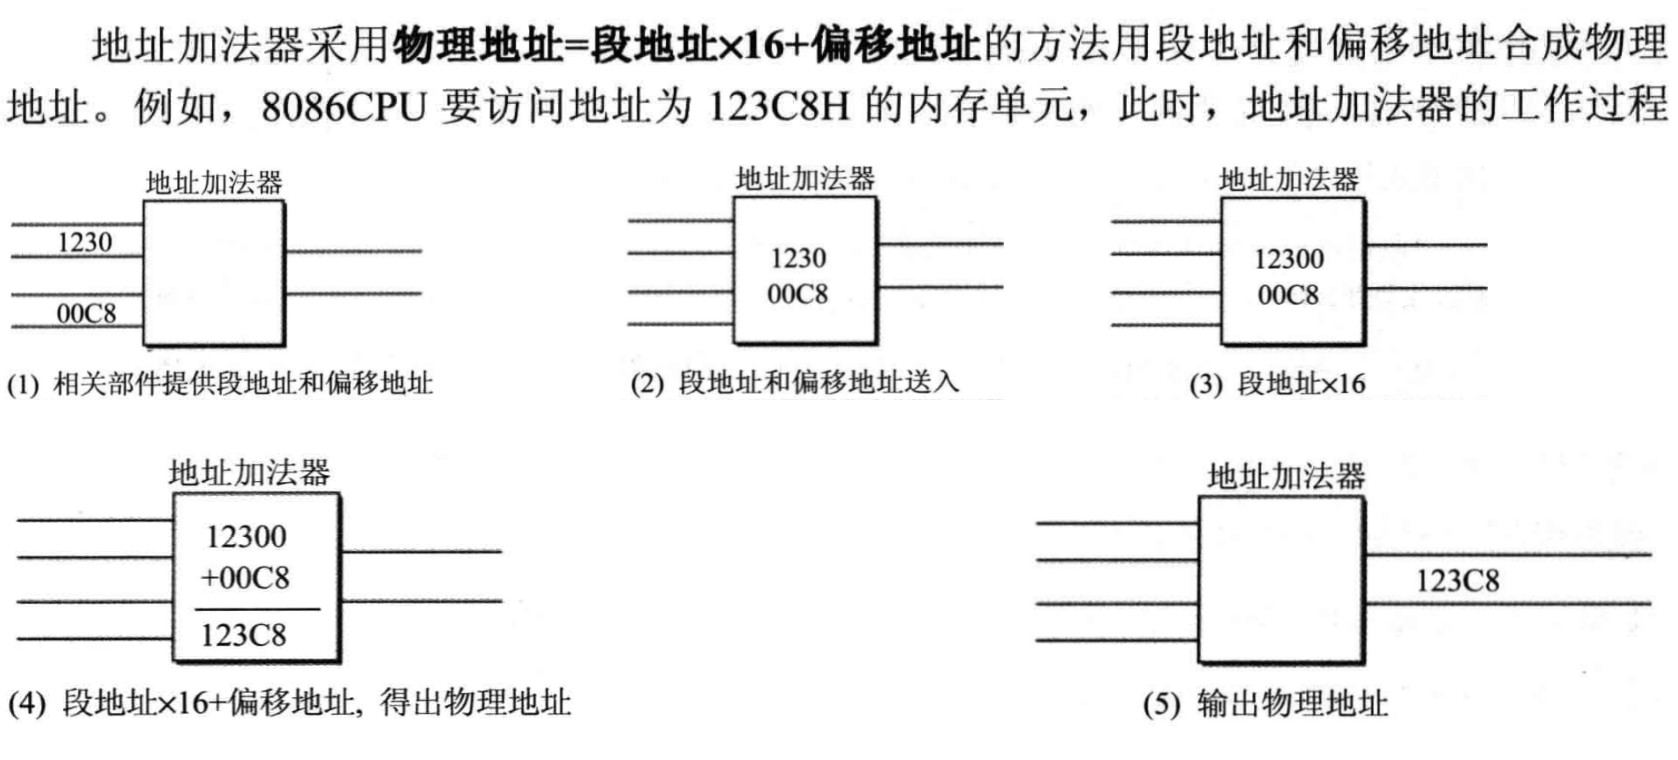 地址加法器采用物理地址=段地址×16+偏移地址的方法用段地址和偏移地址合成物理
地址。例如，8086CPU 要访问地址为 123C8H 的内存单元，此时，地址加法器的工作过程
地址加法器
1230
00C8
(1) 相关部件提供段地址和偏移地址
地址加法器
1230
00C8
(2) 段地址和偏移地址送入
地址加法器
12300
00C8
(3) 段地址×16
地址加法器
12300
+00C8
123C8
(4) 段地址×16+偏移地址, 得出物理地址
地址加法器
123C8
(5) 输出物理地址